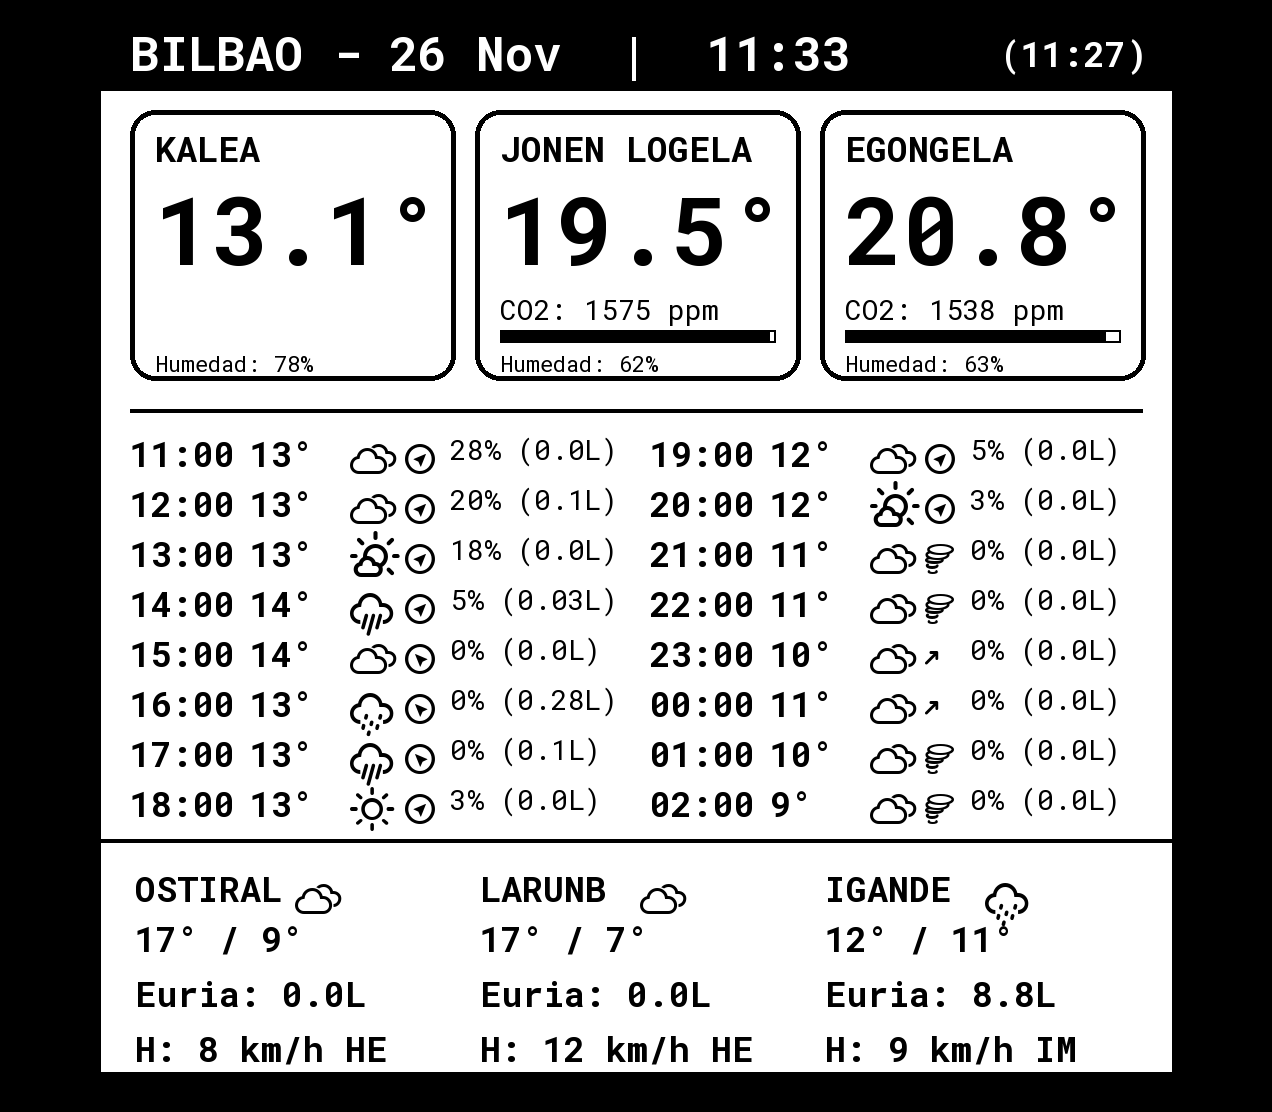 BILBAO - 26 Nov | 11:33 (11:27)
KALEA
13.1°
Humedad: 78%
JONEN LOGELA
19.5°
CO2: 1575 ppm
Humedad: 62%
EGONGELA
20.8°
CO2: 1538 ppm
Humedad: 63%
11:00 13° 28% (0.0L)
12:00 13° 20% (0.1L)
13:00 13° 18% (0.0L)
14:00 14° 5% (0.03L)
15:00 14° 0% (0.0L)
16:00 13° 0% (0.28L)
17:00 13° 0% (0.1L)
18:00 13° 3% (0.0L)
19:00 12° 5% (0.0L)
20:00 12° 3% (0.0L)
21:00 11° 0% (0.0L)
22:00 11° 0% (0.0L)
23:00 10° 0% (0.0L)
00:00 11° 0% (0.0L)
01:00 10° 0% (0.0L)
02:00 9° 0% (0.0L)
OSTIRAL
17° / 9°
Euria: 0.0L
H: 8 km/h HE
LARUNB
17° / 7°
Euria: 0.0L
H: 12 km/h HE
IGANDE
12° / 11°
Euria: 8.8L
H: 9 km/h IM